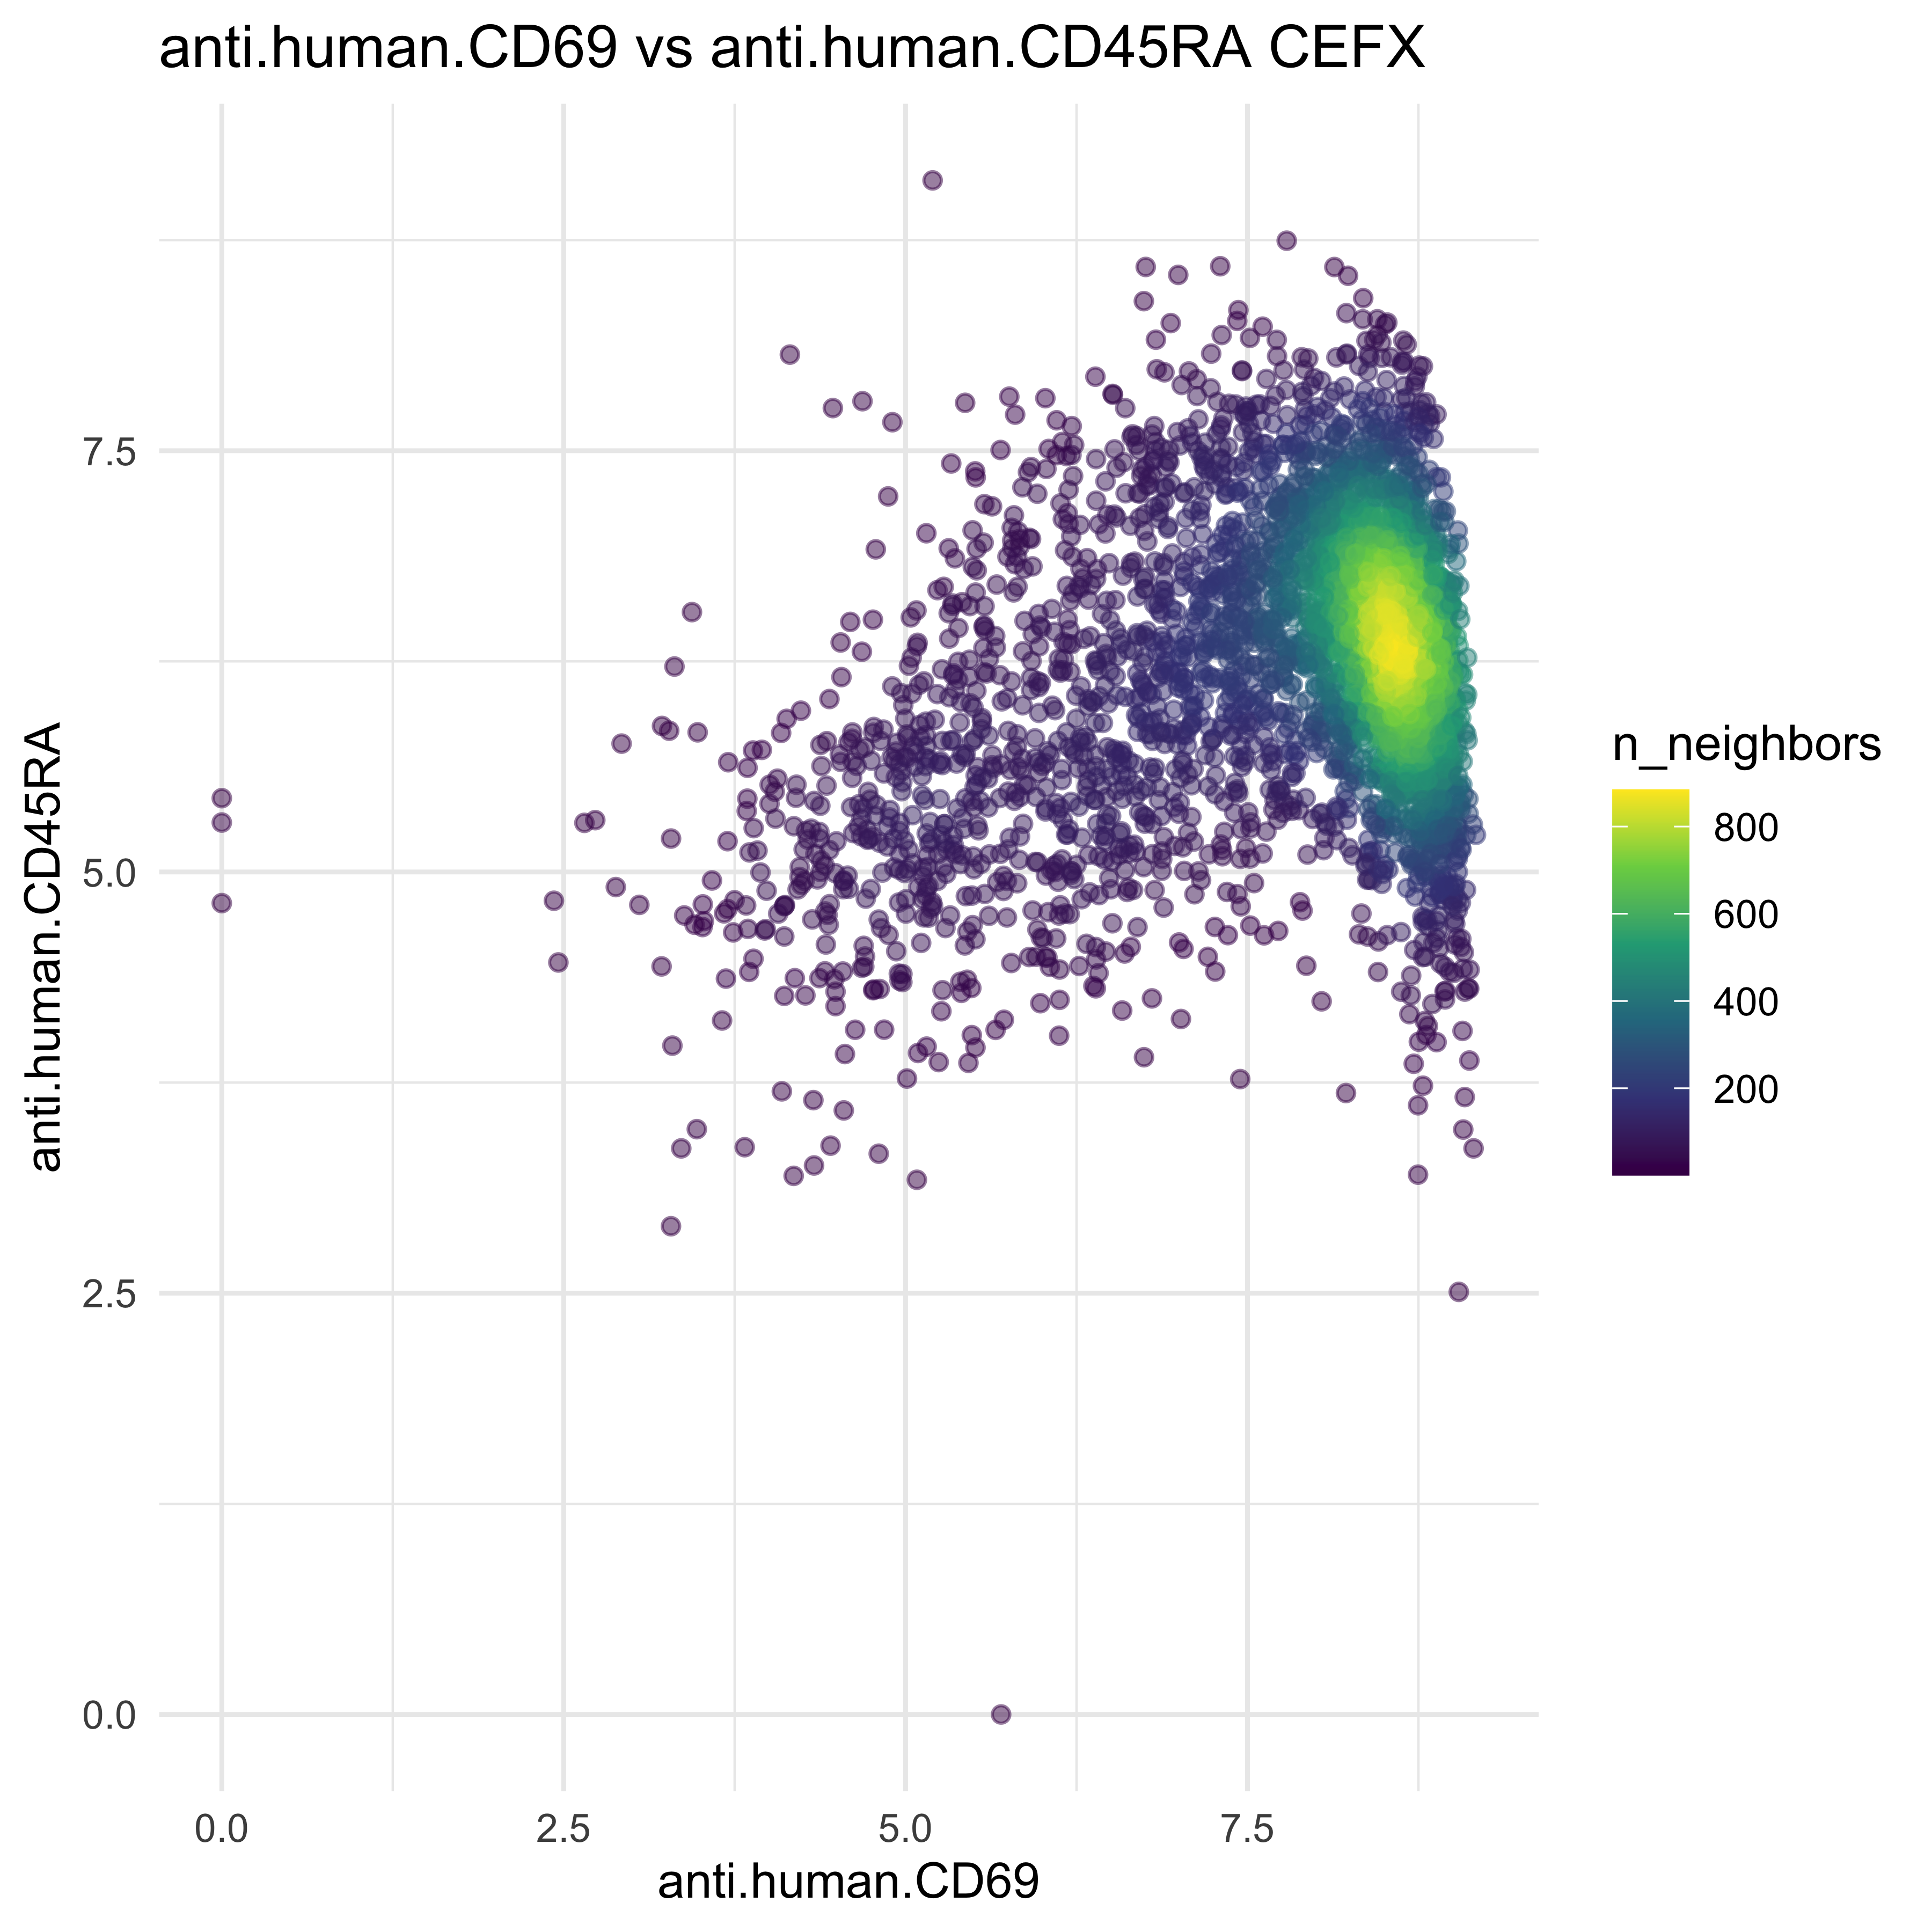 anti.human.CD69 vs anti.human.CD45RA CEFX
anti.human.CD45RA
7.5
5.0
2.5
0.0
0.0 2.5 5.0 7.5
anti.human.CD69
n_neighbors
800
600
400
200